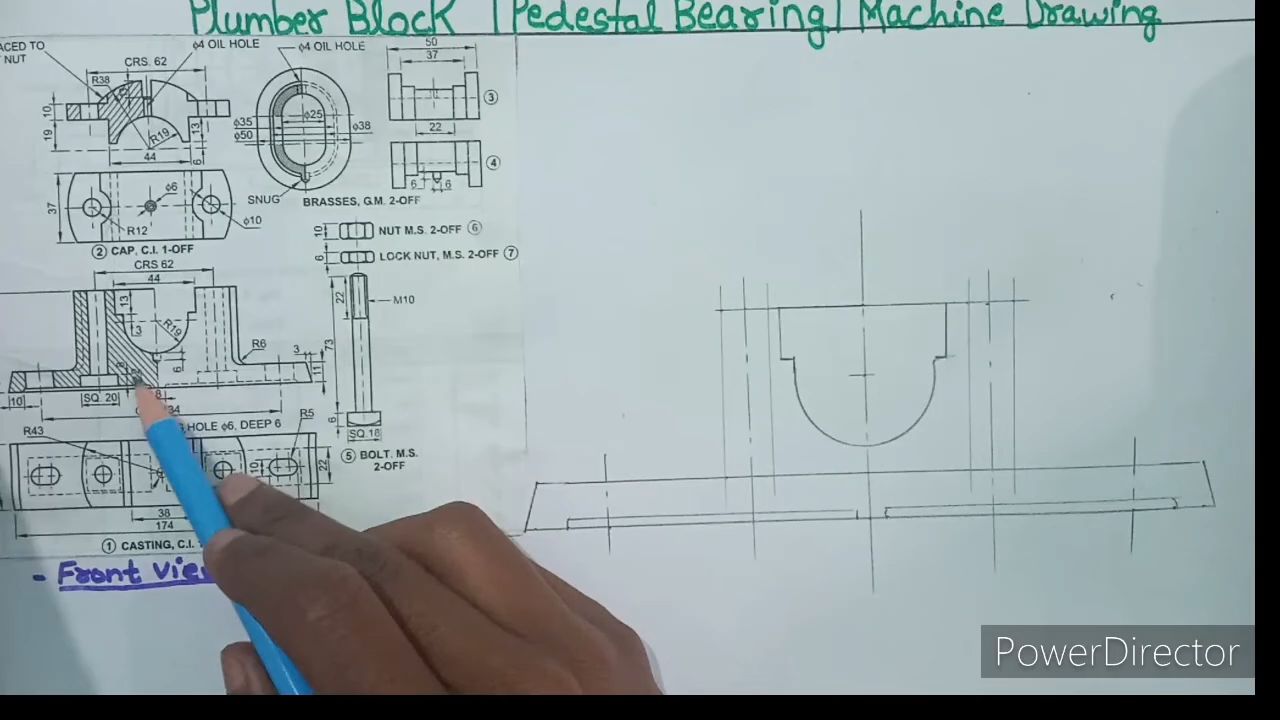 Plumber Block | Pedestal Bearing | Machine Drawing
ACED TO
NUT
CRS. 62
ϕ4 OIL HOLE
ϕ4 OIL HOLE
R38
10
19
R19
13
44
6
ϕ35
ϕ50
ϕ25
ϕ38
50
37
3
22
4
6
6
SNUG
BRASSES, G.M. 2-OFF
37
ϕ6
R12
ϕ10
2 CAP, C.I. 1-OFF
10
NUT M.S. 2-OFF 6
6
LOCK NUT, M.S. 2-OFF 7
CRS 62
44
13
3
R19
R6
3
11
6
10
SQ. 20
34
22
M10
73
6
SQ.18
5 BOLT. M.S.
2-OFF
HOLE ϕ6, DEEP 6
R5
R43
10
22
38
174
1 CASTING, C.I.
- Front Vie
PowerDirector